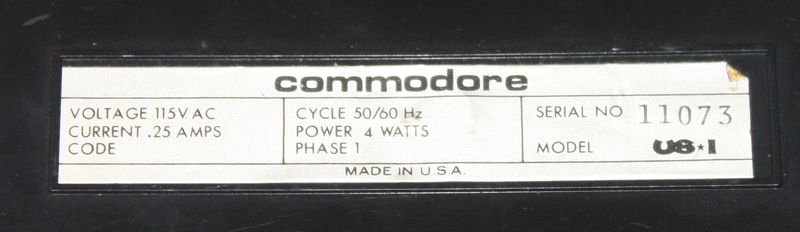 commodore
VOLTAGE 115V AC
CURRENT .25 AMPS
CODE
CYCLE 50/60 Hz
POWER 4 WATTS
PHASE 1
SERIAL NO 11073
MODEL US★1
MADE IN U.S.A.